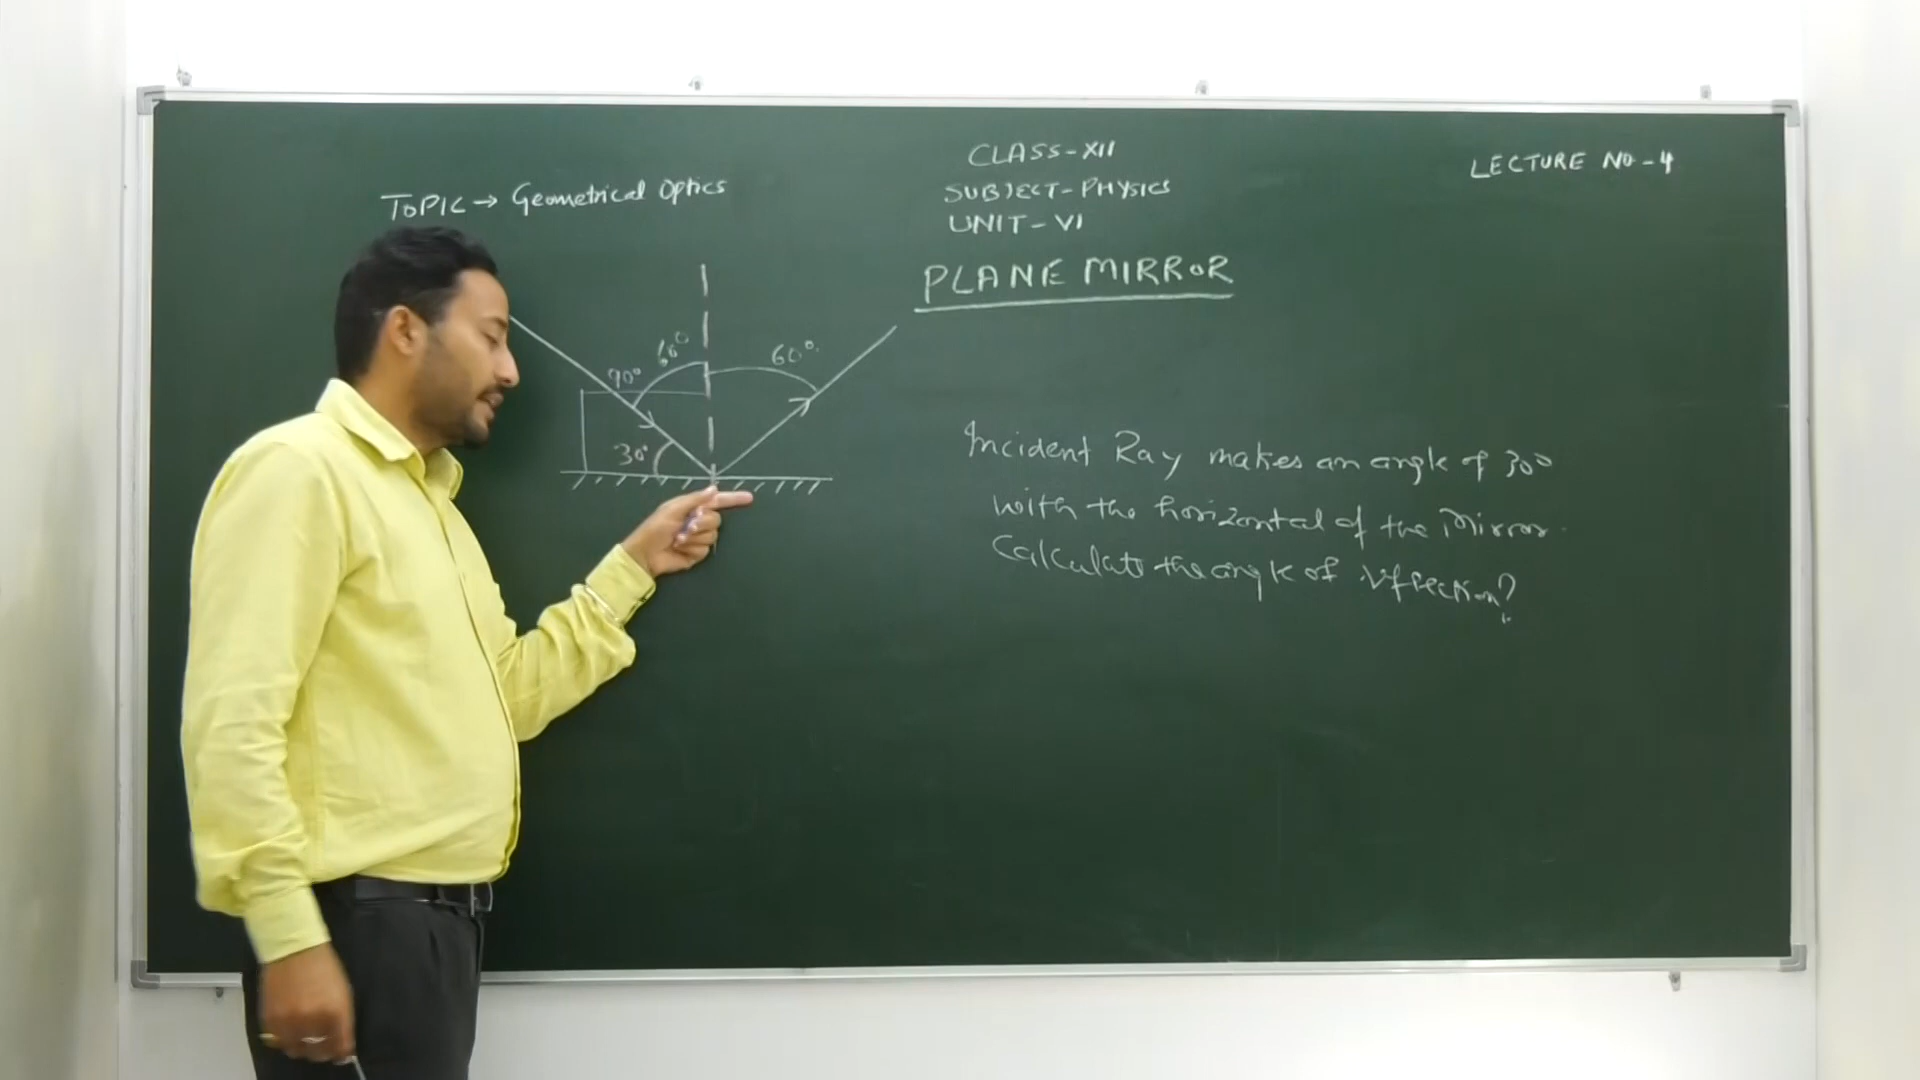 CLASS-XII
LECTURE NO-4
TOPIC → Geometrical Optics
SUBJECT-PHYSICS
UNIT-VI
PLANE MIRROR
60°
60°
90°
30°
Incident Ray makes an angle of 30°
with the horizontal of the Mirror.
Calculate the angle of reflection?